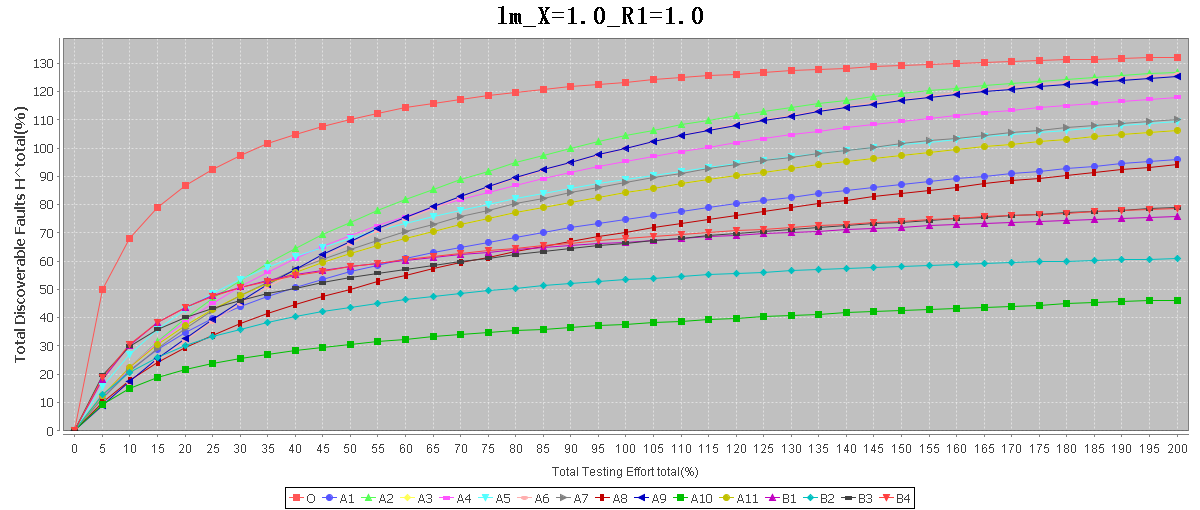 lm_X=1.0_R1=1.0
Total Discoverable Faults H^total(%)
130
120
110
100
90
80
70
60
50
40
30
20
10
0
0 5 10 15 20 25 30 35 40 45 50 55 60 65 70 75 80 85 90 95 100 105 110 115 120 125 130 135 140 145 150 155 160 165 170 175 180 185 190 195 200
Total Testing Effort total(%)
O A1 A2 A3 A4 A5 A6 A7 A8 A9 A10 A11 B1 B2 B3 B4